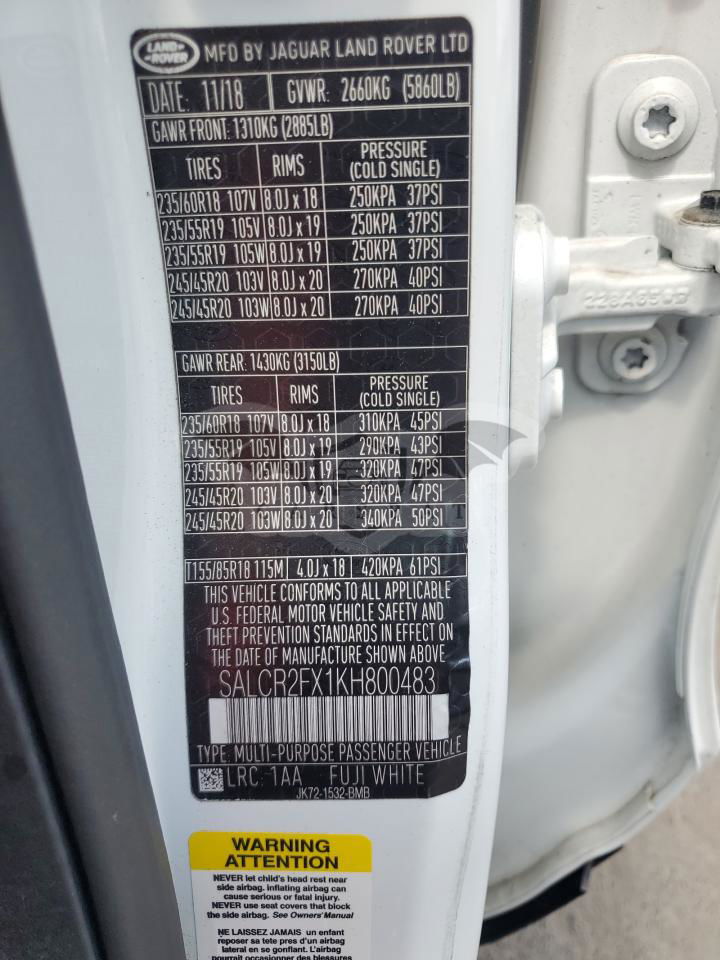 LAND ROVER MFD BY JAGUAR LAND ROVER LTD
DATE: 11/18 GVWR: 2660KG (5860LB)
GAWR FRONT: 1310KG (2885LB)
TIRES RIMS PRESSURE (COLD SINGLE)
235/60R18 107V 8.0J x 18 250KPA 37PSI
235/55R19 105V 8.0J x 19 250KPA 37PSI
235/55R19 105W 8.0J x 19 250KPA 37PSI
245/45R20 103V 8.0J x 20 270KPA 40PSI
245/45R20 103W 8.0J x 20 270KPA 40PSI
GAWR REAR: 1430KG (3150LB)
TIRES RIMS PRESSURE (COLD SINGLE)
235/60R18 107V 8.0J x 18 310KPA 45PSI
235/55R19 105V 8.0J x 19 290KPA 43PSI
235/55R19 105W 8.0J x 19 320KPA 47PSI
245/45R20 103V 8.0J x 20 320KPA 47PSI
245/45R20 103W 8.0J x 20 340KPA 50PSI
T155/85R18 115M 4.0J x 18 420KPA 61PSI
THIS VEHICLE CONFORMS TO ALL APPLICABLE
U.S. FEDERAL MOTOR VEHICLE SAFETY AND
THEFT PREVENTION STANDARDS IN EFFECT ON
THE DATE OF MANUFACTURE SHOWN ABOVE
SALCR2FX1KH800483
TYPE: MULTI-PURPOSE PASSENGER VEHICLE
LRC: 1AA FUJI WHITE
JK72-1532-BMB
WARNING
ATTENTION
NEVER let child's head rest near
side airbag. inflating airbag can
cause serious or fatal injury.
NEVER use seat covers that block
the side airbag. See Owners' Manual
NE LAISSEZ JAMAIS un enfant
reposer sa tete pres d'un airbag
lateral en se gonflant. L'airbag
pourrait occasionner des blessures